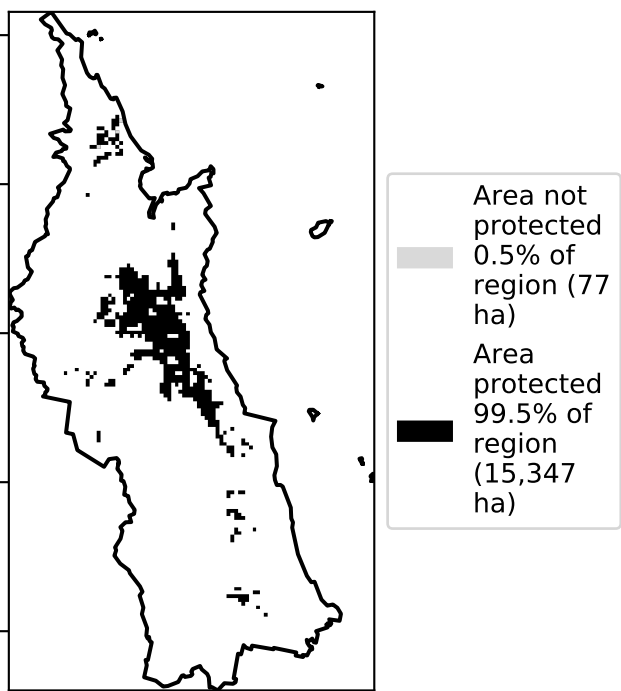 Area not
protected
0.5% of
region (77
ha)
Area
protected
99.5% of
region
(15,347
ha)